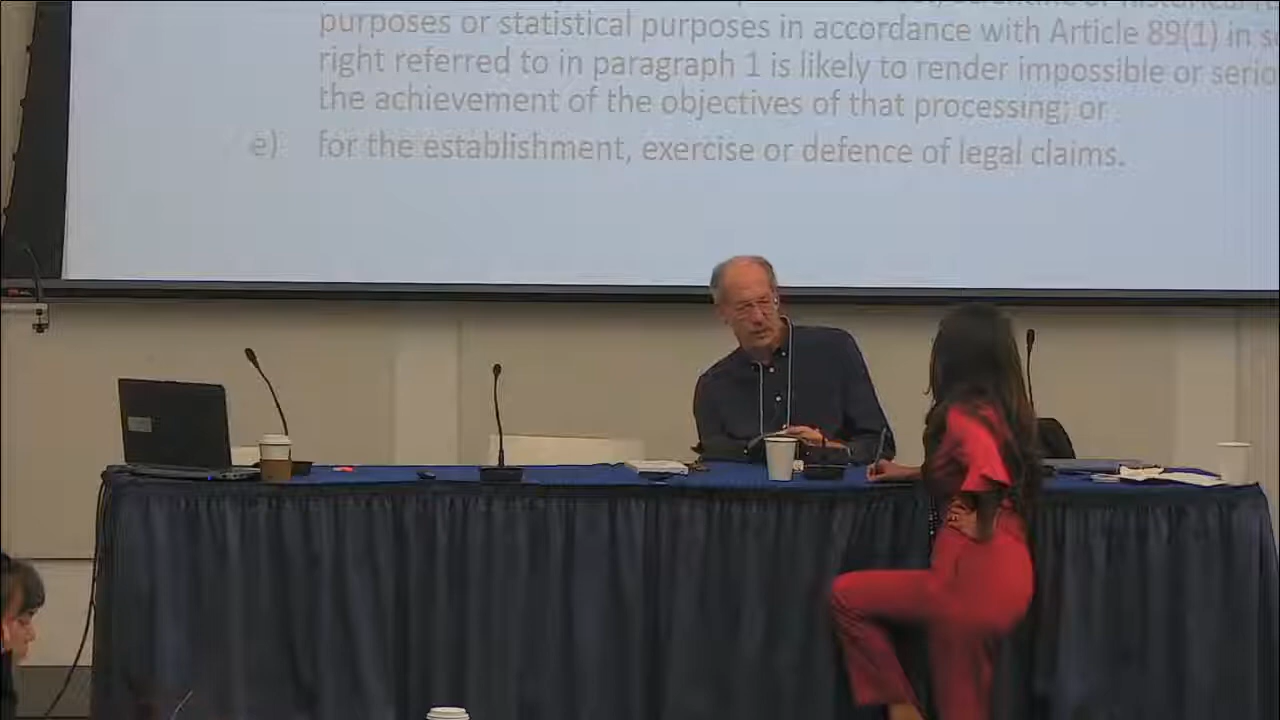 purposes or statistical purposes in accordance with Article 89(1) in
right referred to in paragraph 1 is likely to render impossible or
the achievement of the objectives of that processing; or
e) for the establishment, exercise or defence of legal claims.